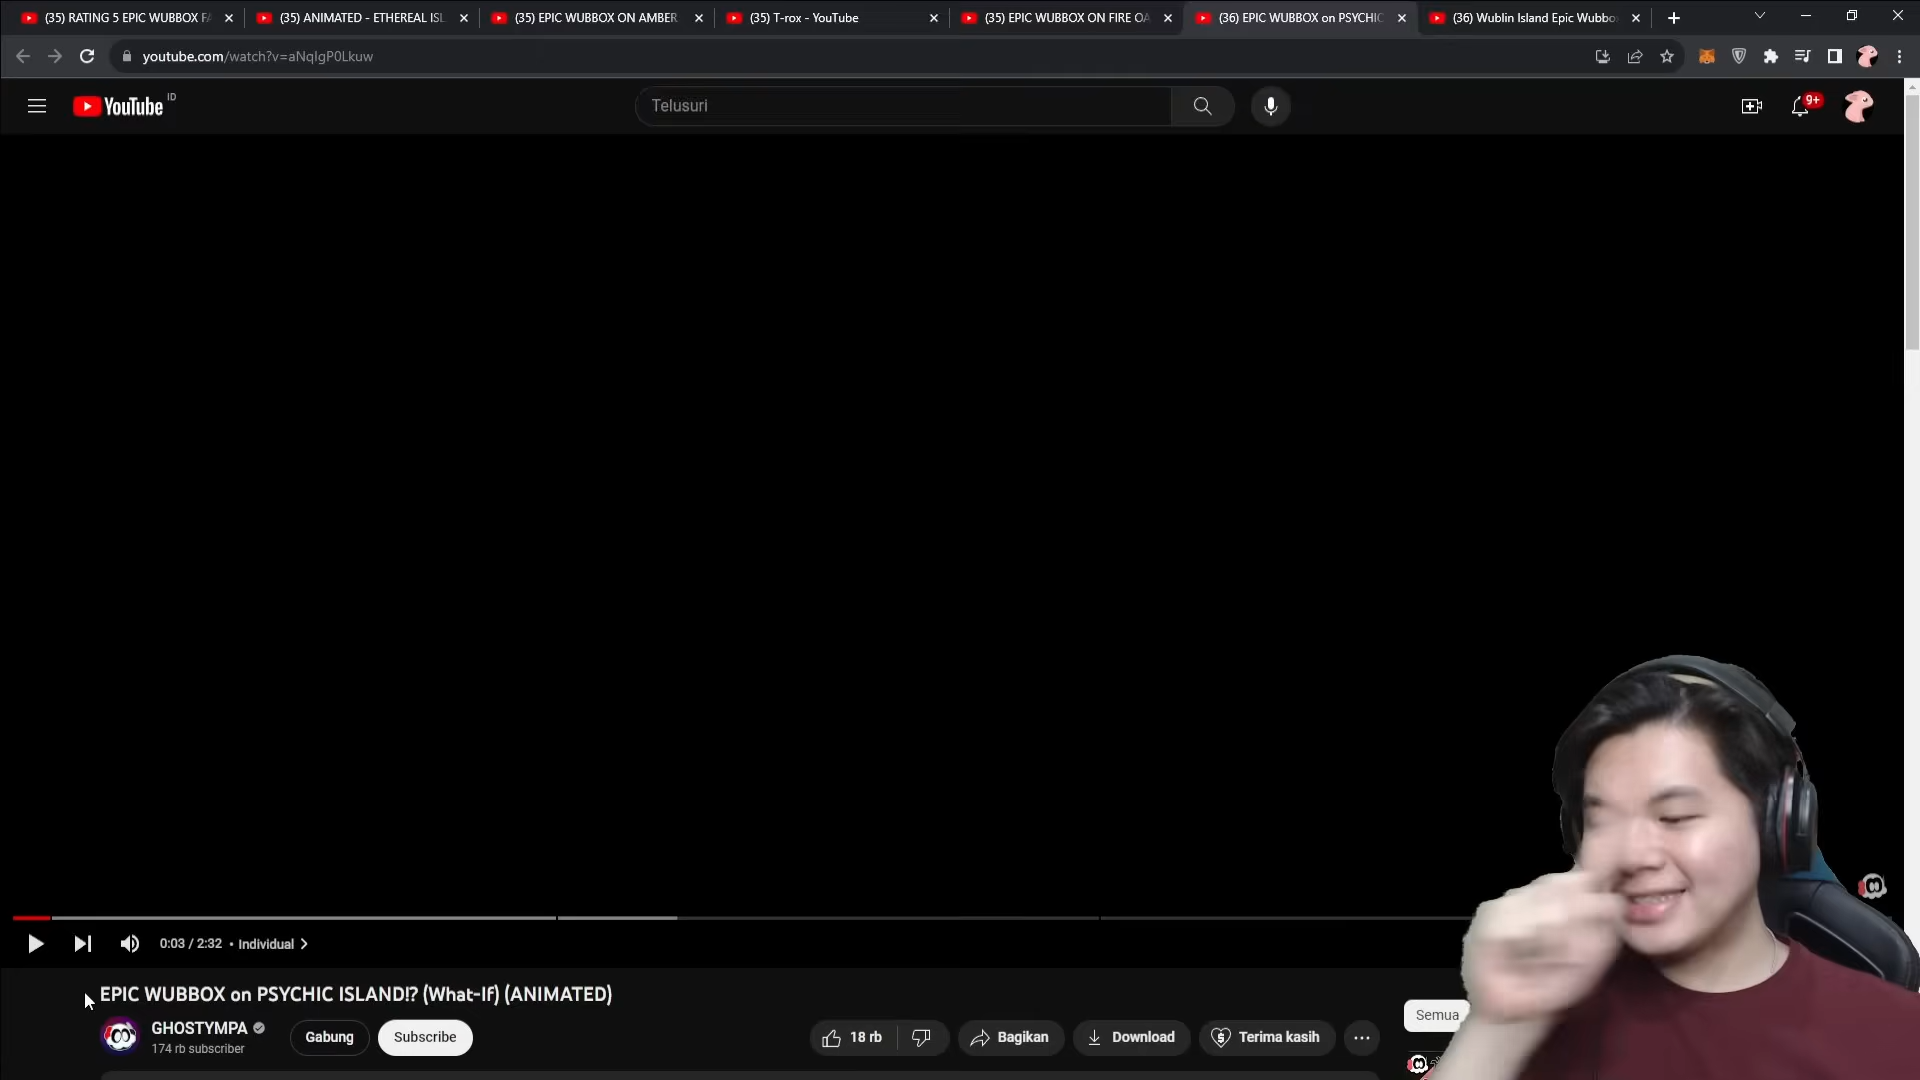 (35) RATING 5 EPIC WUBBOX FA
(35) ANIMATED - ETHEREAL ISL
(35) EPIC WUBBOX ON AMBER
(35) T-rox - YouTube
(35) EPIC WUBBOX ON FIRE OA
(36) EPIC WUBBOX on PSYCHIC
(36) Wublin Island Epic Wubbo
youtube.com/watch?v=aNqIgP0Lkuw
YouTube ID
Telusuri
9+
0:03 / 2:32 • Individual
EPIC WUBBOX on PSYCHIC ISLAND!? (What-If) (ANIMATED)
GHOSTYMPA
174 rb subscriber
Gabung
Subscribe
18 rb
Bagikan
Download
Terima kasih
Semua